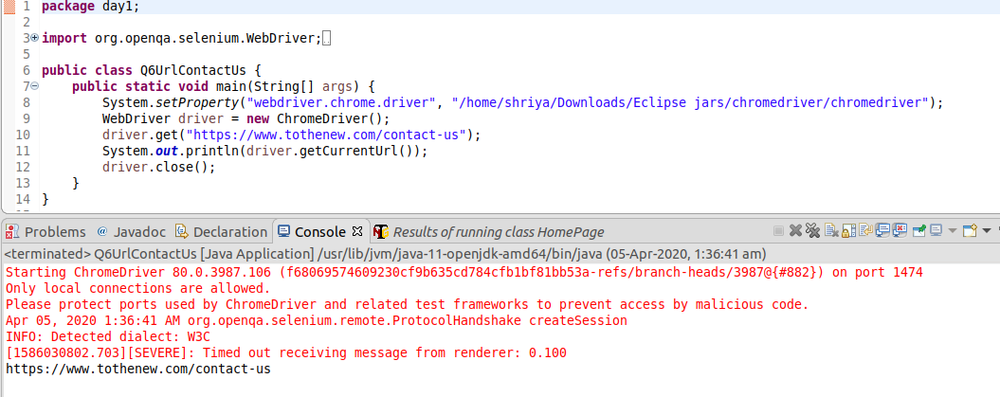 1 package day1;
2
3 import org.openqa.selenium.WebDriver;
5
6 public class Q6UrlContactUs {
7 public static void main(String[] args) {
8 System.setProperty("webdriver.chrome.driver", "/home/shriya/Downloads/Eclipse jars/chromedriver/chromedriver");
9 WebDriver driver = new ChromeDriver();
10 driver.get("https://www.tothenew.com/contact-us");
11 System.out.println(driver.getCurrentUrl());
12 driver.close();
13 }
14 }
Problems @ Javadoc Declaration Console Results of running class HomePage
<terminated> Q6UrlContactUs [Java Application] /usr/lib/jvm/java-11-openjdk-amd64/bin/java (05-Apr-2020, 1:36:41 am)
Starting ChromeDriver 80.0.3987.106 (f68069574609230cf9b635cd784cfb1bf81bb53a-refs/branch-heads/3987@{#882}) on port 1474
Only local connections are allowed.
Please protect ports used by ChromeDriver and related test frameworks to prevent access by malicious code.
Apr 05, 2020 1:36:41 AM org.openqa.selenium.remote.ProtocolHandshake createSession
INFO: Detected dialect: W3C
[1586030802.703][SEVERE]: Timed out receiving message from renderer: 0.100
https://www.tothenew.com/contact-us